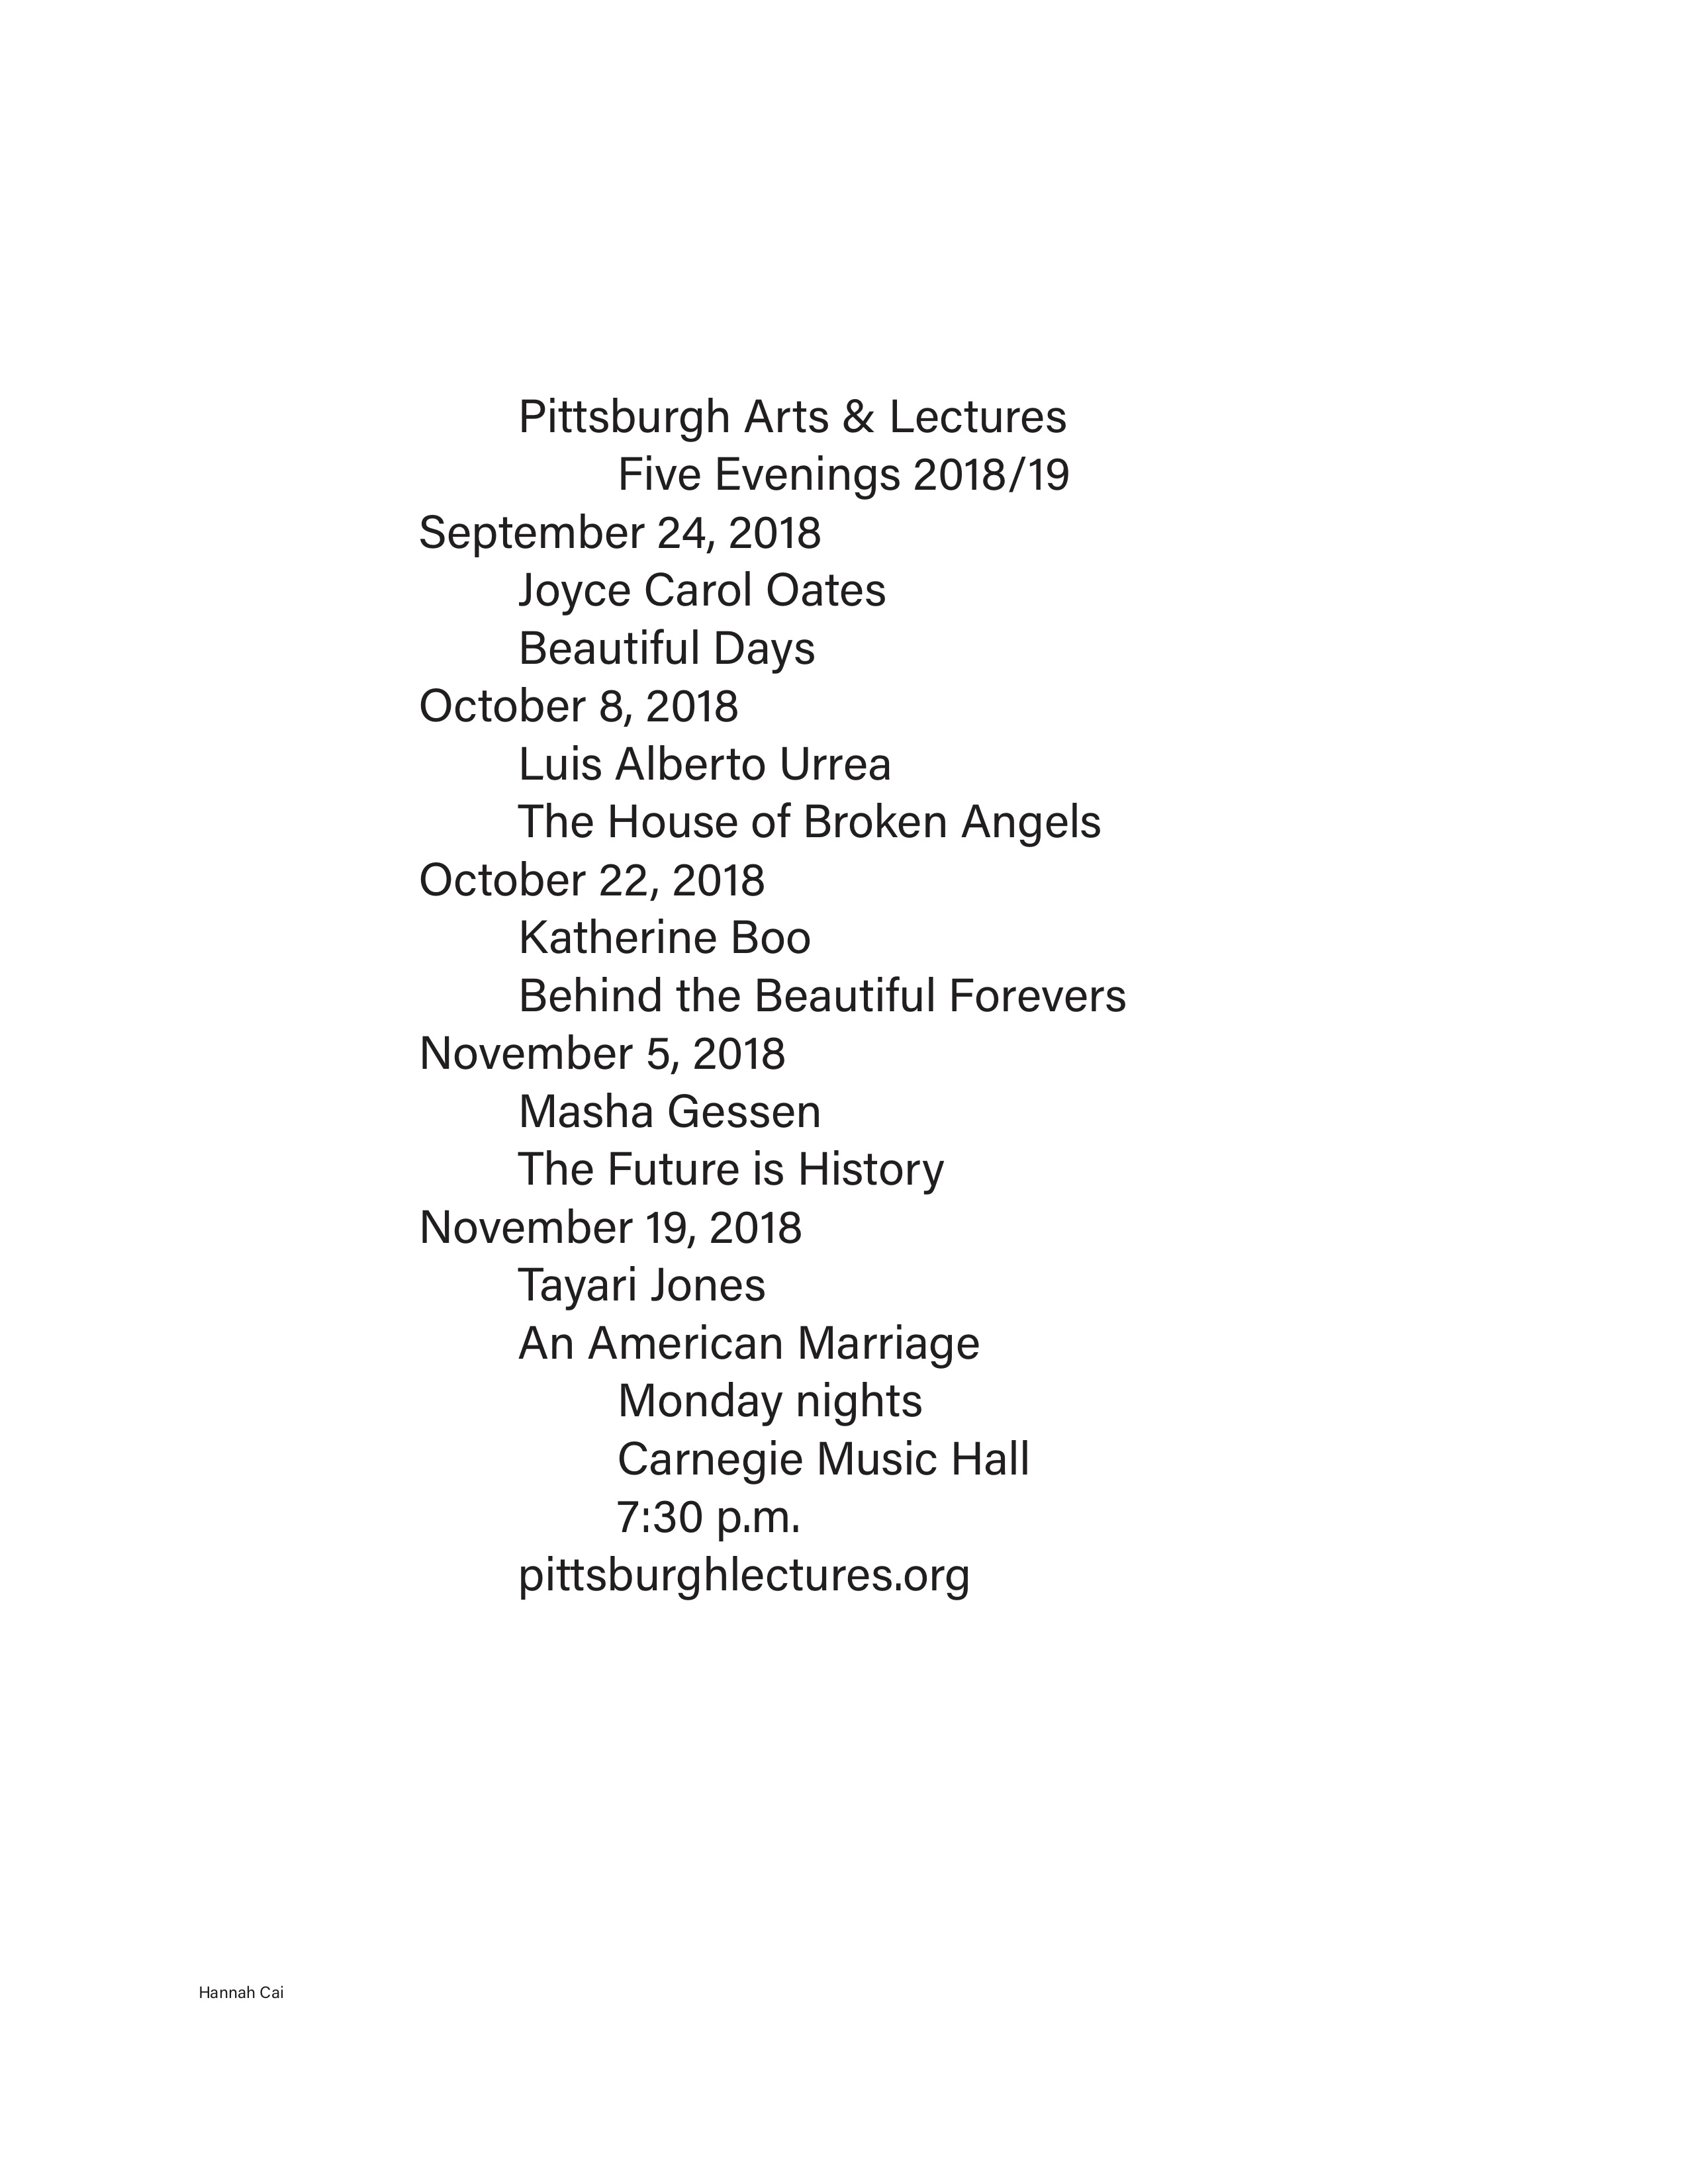 Pittsburgh Arts & Lectures
Five Evenings 2018/19
September 24, 2018
Joyce Carol Oates
Beautiful Days
October 8, 2018
Luis Alberto Urrea
The House of Broken Angels
October 22, 2018
Katherine Boo
Behind the Beautiful Forevers
November 5, 2018
Masha Gessen
The Future is History
November 19, 2018
Tayari Jones
An American Marriage
Monday nights
Carnegie Music Hall
7:30 p.m.
pittsburghlectures.org
Hannah Cai